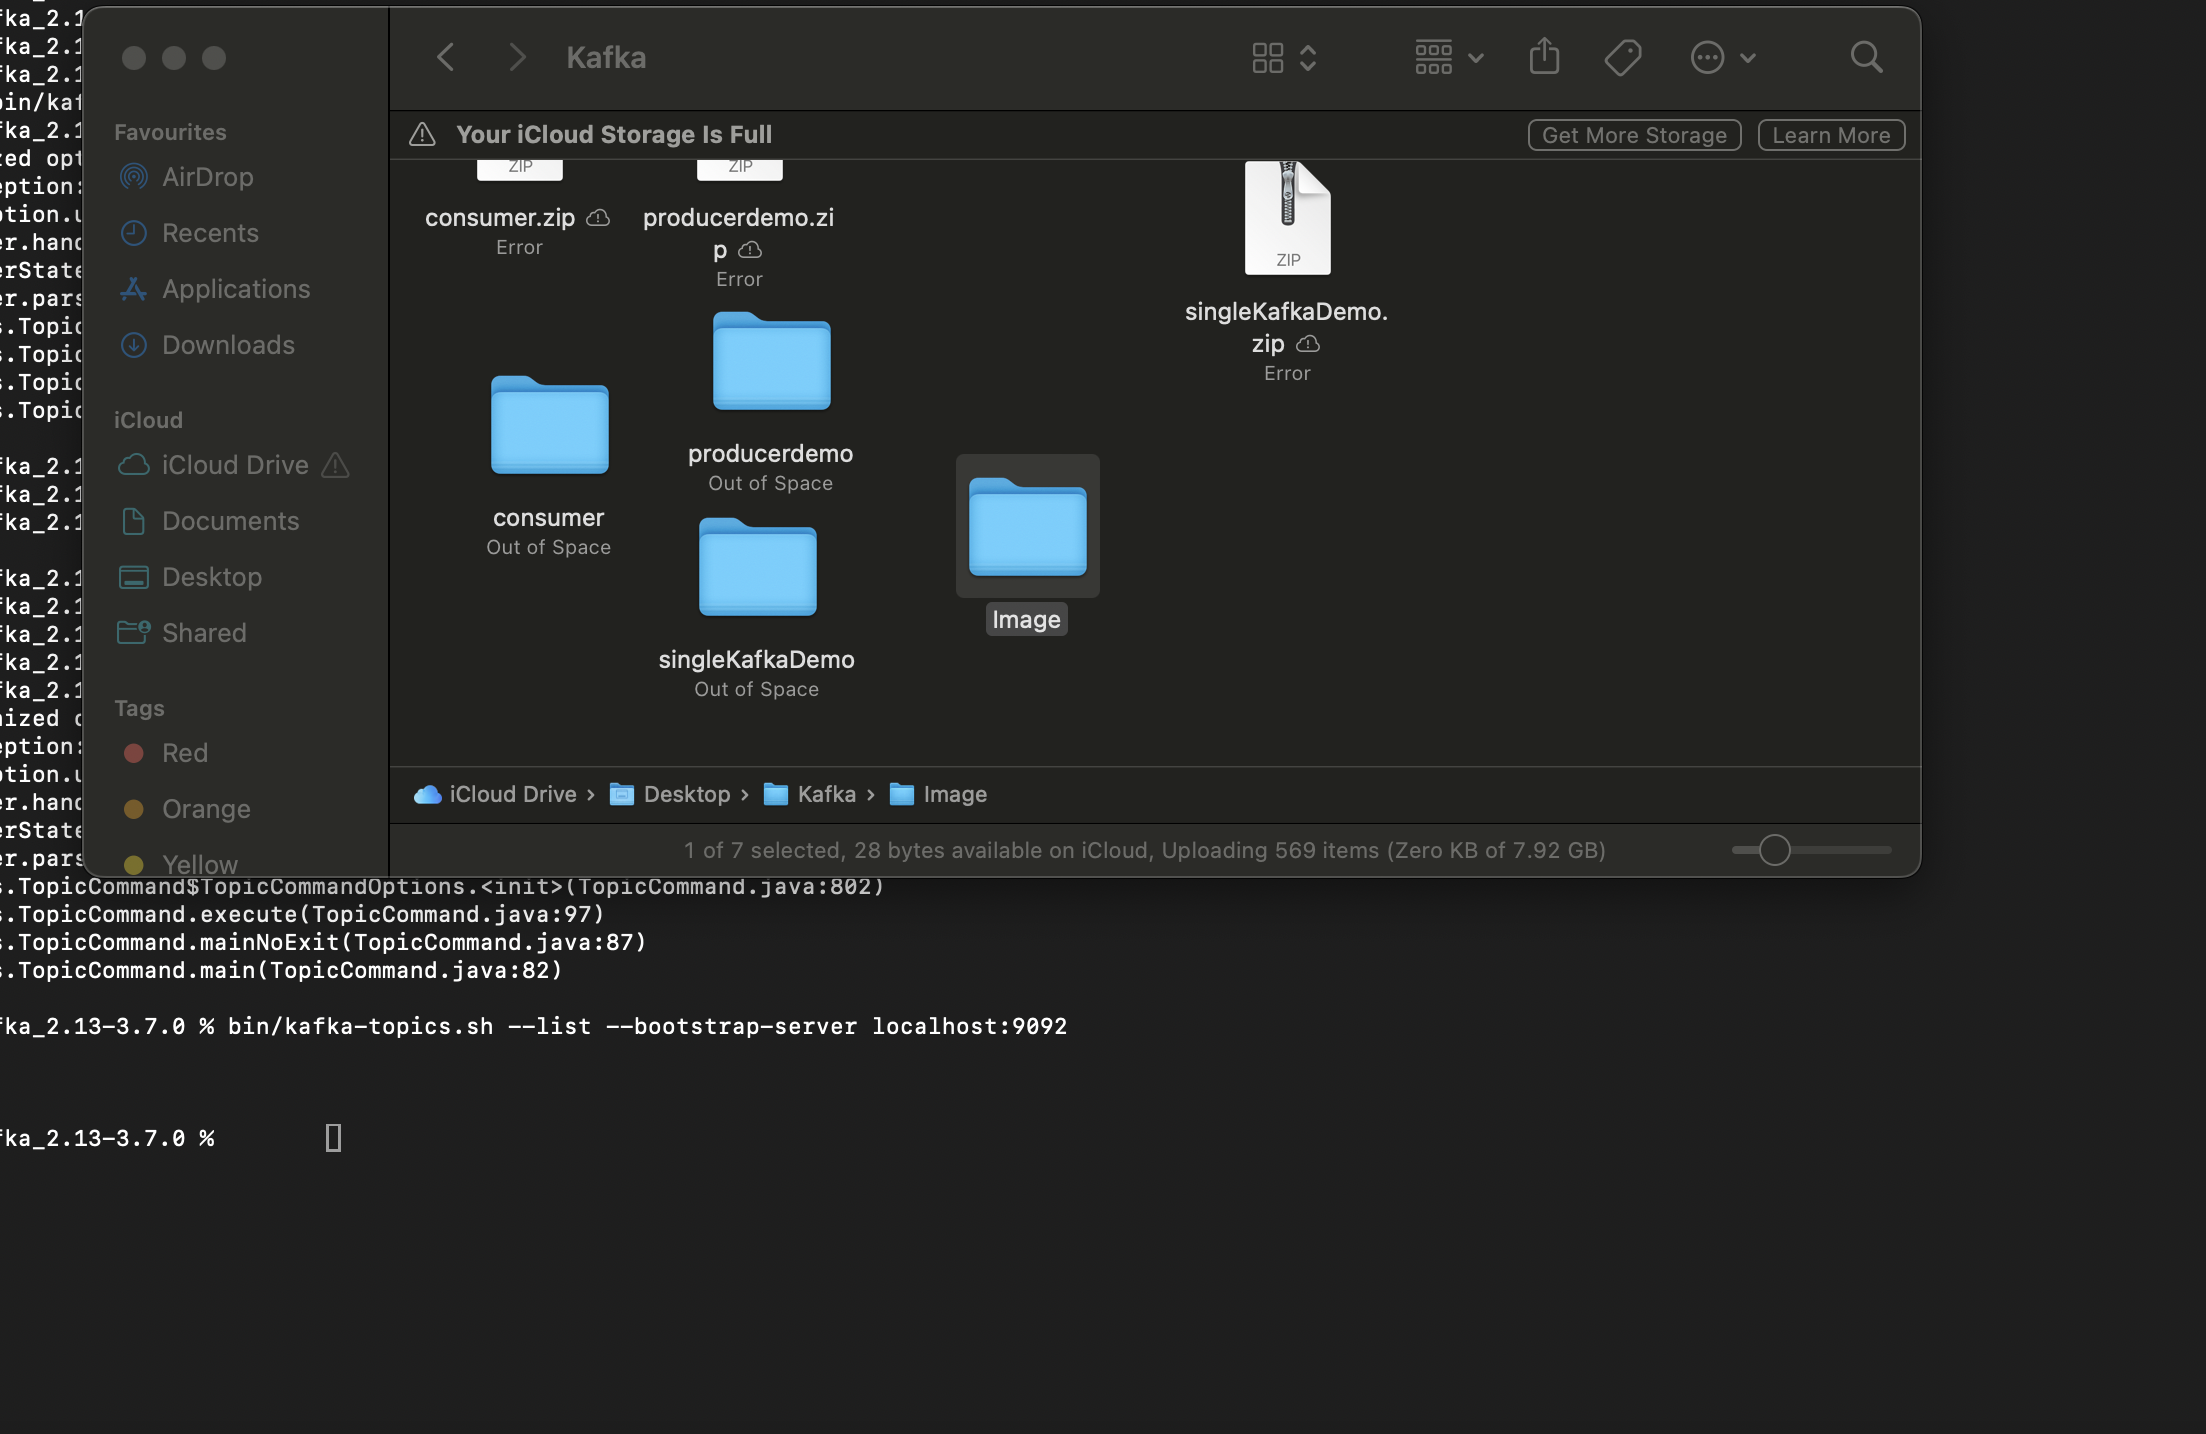 Kafka
Your iCloud Storage Is Full
Get More Storage
Learn More
Favourites
AirDrop
Recents
Applications
Downloads
iCloud
iCloud Drive
Documents
Desktop
Shared
Tags
Red
Orange
Yellow
ZIP
consumer.zip
Error
ZIP
producerdemo.zi
p
Error
ZIP
singleKafkaDemo.
zip
Error
producerdemo
Out of Space
consumer
Out of Space
singleKafkaDemo
Out of Space
Image
iCloud Drive › Desktop › Kafka › Image
1 of 7 selected, 28 bytes available on iCloud, Uploading 569 items (Zero KB of 7.92 GB)
fka_2.1
fka_2.1
fka_2.1
bin/kaf
fka_2.1
zed opt
eption:
ption.u
er.hand
erState
er.pars
s.Topic
s.Topic
s.Topic
s.Topic
fka_2.1
fka_2.1
fka_2.1
fka_2.1
fka_2.1
fka_2.1
fka_2.1
fka_2.1
nized o
eption:
ption.u
er.hand
erState
er.pars
s.TopicCommand$TopicCommandOptions.<init>(TopicCommand.java:802)
s.TopicCommand.execute(TopicCommand.java:97)
s.TopicCommand.mainNoExit(TopicCommand.java:87)
s.TopicCommand.main(TopicCommand.java:82)
fka_2.13-3.7.0 % bin/kafka-topics.sh --list --bootstrap-server localhost:9092
fka_2.13-3.7.0 %